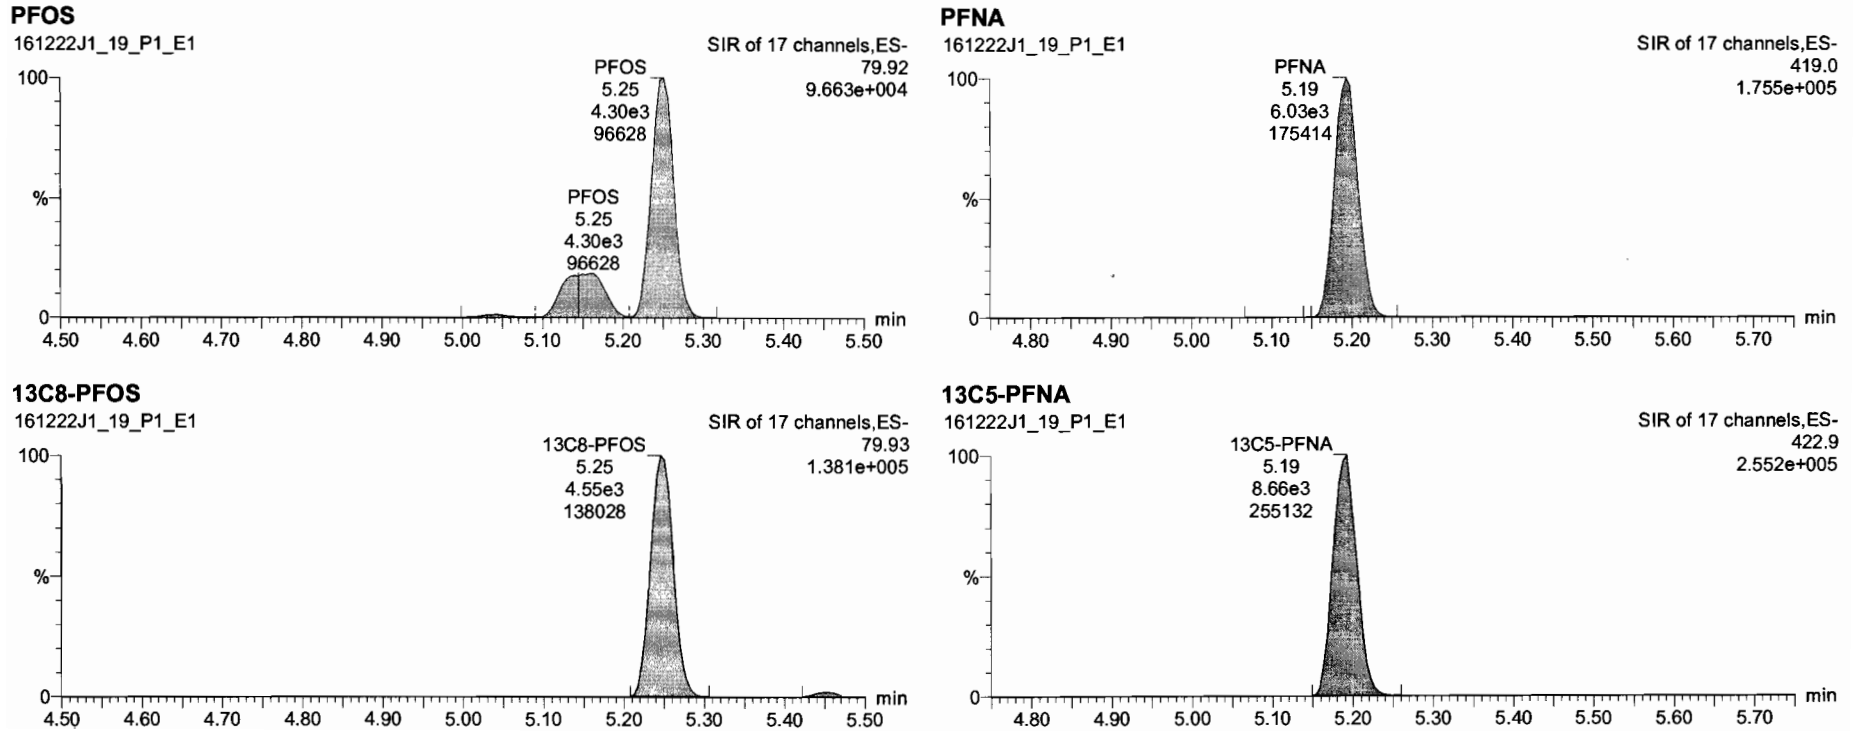 PFOS
161222J1_19_P1_E1
SIR of 17 channels,ES-
79.92
9.663e+004
PFOS
5.25
4.30e3
96628
PFOS
5.25
4.30e3
96628
100
%
0
min
4.50 4.60 4.70 4.80 4.90 5.00 5.10 5.20 5.30 5.40 5.50
PFNA
161222J1_19_P1_E1
SIR of 17 channels,ES-
419.0
1.755e+005
PFNA
5.19
6.03e3
175414
100
%
0
min
4.80 4.90 5.00 5.10 5.20 5.30 5.40 5.50 5.60 5.70
13C8-PFOS
161222J1_19_P1_E1
SIR of 17 channels,ES-
79.93
1.381e+005
13C8-PFOS
5.25
4.55e3
138028
100
%
0
min
4.50 4.60 4.70 4.80 4.90 5.00 5.10 5.20 5.30 5.40 5.50
13C5-PFNA
161222J1_19_P1_E1
SIR of 17 channels,ES-
422.9
2.552e+005
13C5-PFNA
5.19
8.66e3
255132
100
%
0
min
4.80 4.90 5.00 5.10 5.20 5.30 5.40 5.50 5.60 5.70